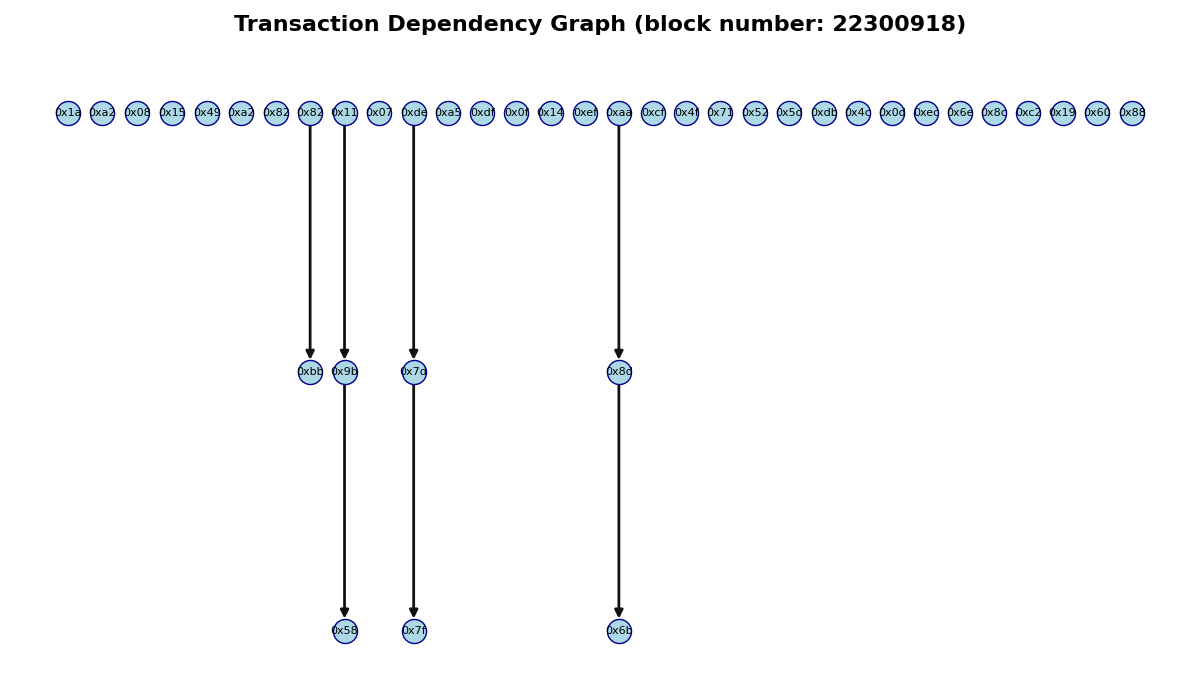 Transaction Dependency Graph (block number: 22300918)
0x1a 0xa2 0x08 0x15 0x49 0xa2 0x82 0x82 0x11 0x07 0xde 0xa5 0xdf 0x0f 0x14 0xef 0xaa 0xcf 0x4f 0x71 0x52 0x5d 0xdb 0x4c 0x0d 0xec 0x6e 0x8c 0xc2 0x19 0x60 0x88
0xbb 0x9b 0x7d 0x8d
0x58 0x7f 0x6b